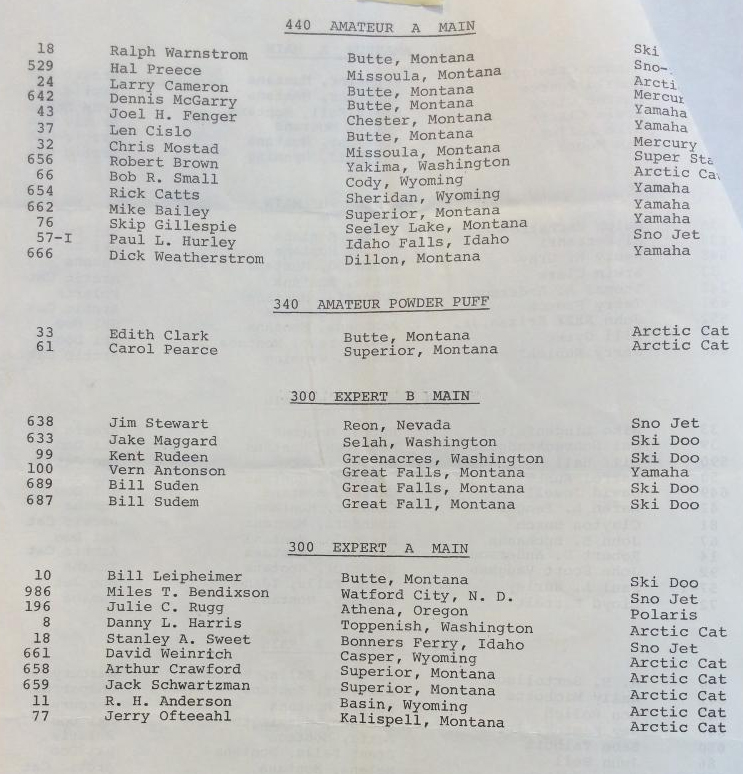 440 AMATEUR A MAIN
18 Ralph Warnstrom Butte, Montana Ski
529 Hal Preece Missoula, Montana Sno-
24 Larry Cameron Butte, Montana Arcti
642 Dennis McGarry Butte, Montana Mercur
43 Joel H. Fenger Chester, Montana Yamaha
37 Len Cislo Butte, Montana Yamaha
32 Chris Mostad Missoula, Montana Mercury
656 Robert Brown Yakima, Washington Super Sta
66 Bob R. Small Cody, Wyoming Arctic Ca
654 Rick Catts Sheridan, Wyoming Yamaha
662 Mike Bailey Superior, Montana Yamaha
76 Skip Gillespie Seeley Lake, Montana Yamaha
57-I Paul L. Hurley Idaho Falls, Idaho Sno Jet
666 Dick Weatherstrom Dillon, Montana Yamaha
340 AMATEUR POWDER PUFF
33 Edith Clark Butte, Montana Arctic Cat
61 Carol Pearce Superior, Montana Arctic Cat
300 EXPERT B MAIN
638 Jim Stewart Reon, Nevada Sno Jet
633 Jake Maggard Selah, Washington Ski Doo
99 Kent Rudeen Greenacres, Washington Ski Doo
100 Vern Antonson Great Falls, Montana Yamaha
689 Bill Suden Great Falls, Montana Ski Doo
687 Bill Sudem Great Fall, Montana Ski Doo
300 EXPERT A MAIN
10 Bill Leipheimer Butte, Montana Ski Doo
986 Miles T. Bendixson Watford City, N. D. Sno Jet
196 Julie C. Rugg Athena, Oregon Polaris
8 Danny L. Harris Toppenish, Washington Arctic Cat
18 Stanley A. Sweet Bonners Ferry, Idaho Sno Jet
661 David Weinrich Casper, Wyoming Arctic Cat
658 Arthur Crawford Superior, Montana Arctic Cat
659 Jack Schwartzman Superior, Montana Arctic Cat
11 R. H. Anderson Basin, Wyoming Arctic Cat
77 Jerry Ofteeahl Kalispell, Montana Arctic Cat